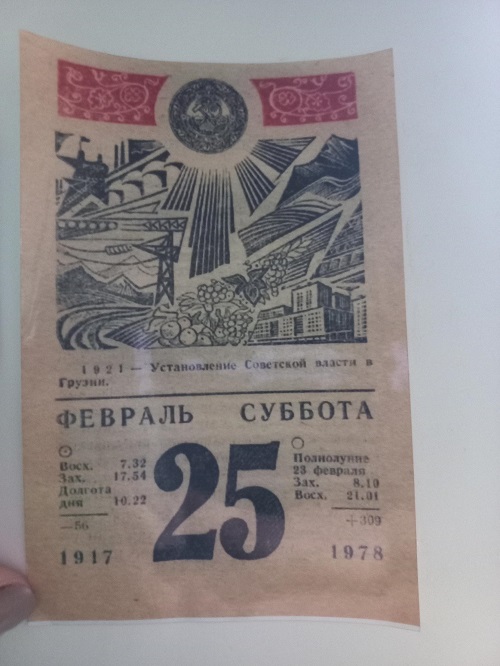 1921 — Установление Советской власти в
Грузии.
ФЕВРАЛЬ СУББОТА
Восх. 7.32
Зах. 17.54
Долгота
дня 10.22
—56
1917
25
Полнолуние
23 февраля
Зах. 8.10
Восх. 21.01
+309
1978